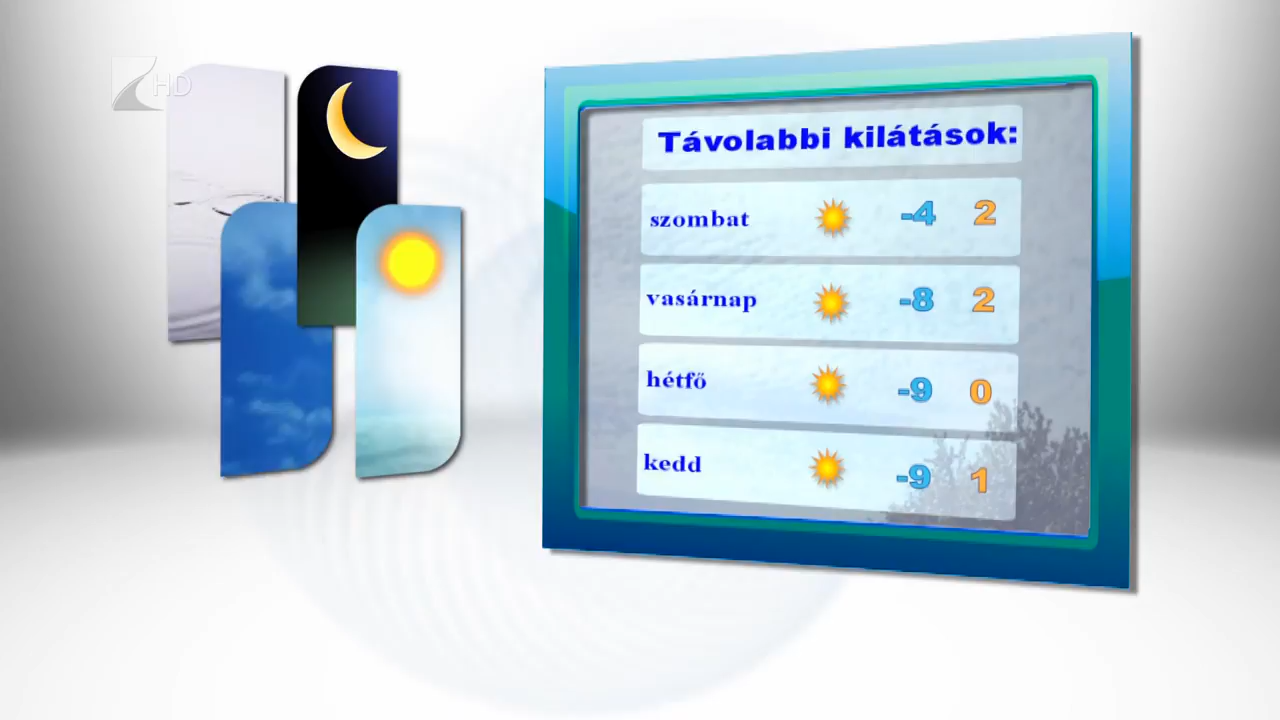 HD
Távolabbi kilátások:
szombat -4 2
vasárnap -8 2
hétfő -9 0
kedd -9 1